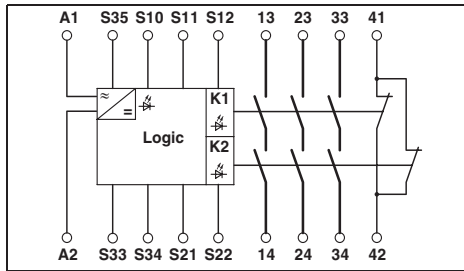 A1 S35 S10 S11 S12 13 23 33 41
≈
=
K1
Logic
K2
A2 S33 S34 S21 S22 14 24 34 42